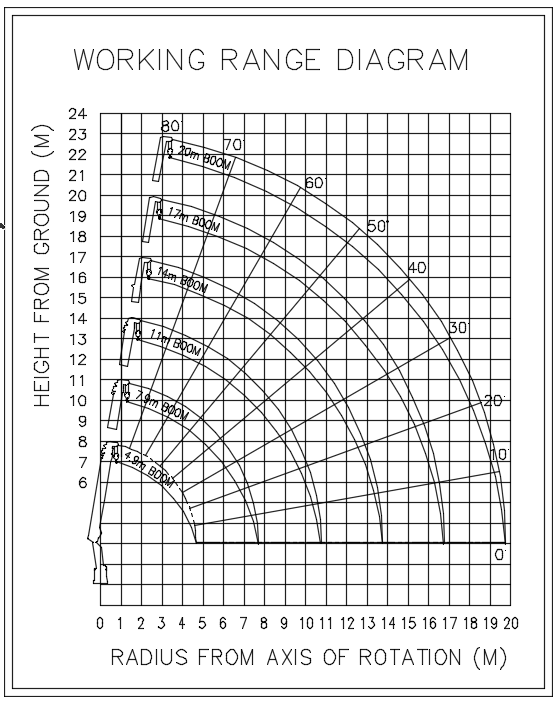 WORKING RANGE DIAGRAM
HEIGHT FROM GROUND (M)
24
23
22
21
20
19
18
17
16
15
14
13
12
11
10
9
8
7
6
80°
70°
60°
50°
40
30°
20°
10°
0°
20m BOOM
17m BOOM
14m BOOM
11m BOOM
7.9m BOOM
4.9m BOOM
0 1 2 3 4 5 6 7 8 9 10 11 12 13 14 15 16 17 18 19 20
RADIUS FROM AXIS OF ROTATION (M)